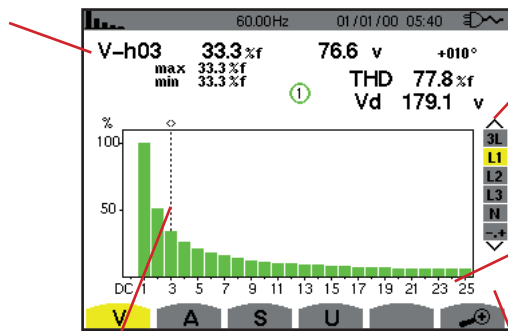 60.00Hz 01/01/00 05:40
V-h03 33.3 %f 76.6 v +010°
max 33.3 %f
min 33.3 %f
THD 77.8 %f
1
Vd 179.1 v
%
100
50
DC 1 3 5 7 9 11 13 15 17 19 21 23 25
3L
L1
L2
L3
N
-.+
V A S U